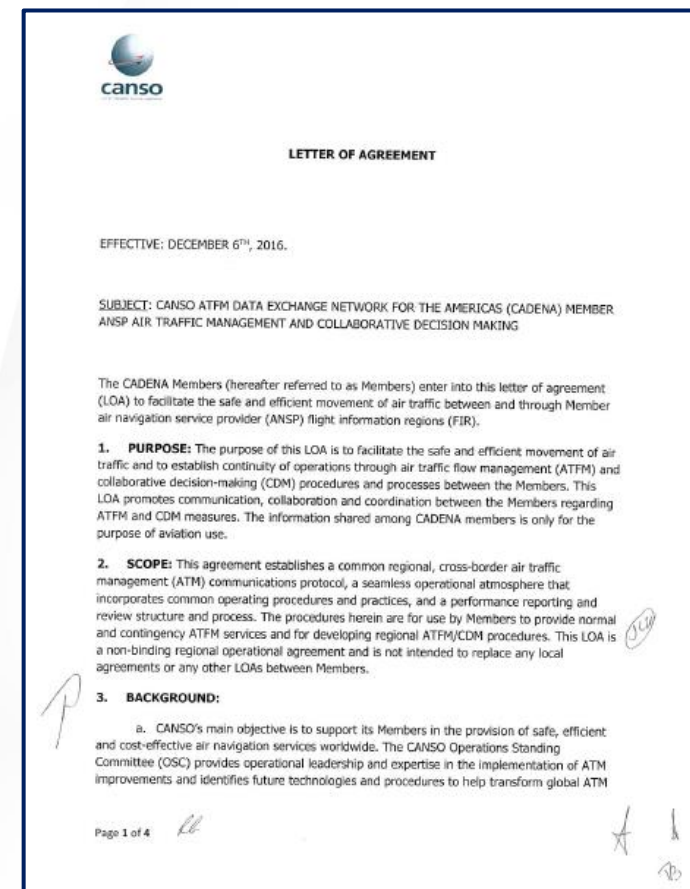 canso
LETTER OF AGREEMENT
EFFECTIVE: DECEMBER 6TH, 2016.
SUBJECT: CANSO ATFM DATA EXCHANGE NETWORK FOR THE AMERICAS (CADENA) MEMBER
ANSP AIR TRAFFIC MANAGEMENT AND COLLABORATIVE DECISION MAKING
The CADENA Members (hereafter referred to as Members) enter into this letter of agreement
(LOA) to facilitate the safe and efficient movement of air traffic between and through Member
air navigation service provider (ANSP) flight information regions (FIR).
1. PURPOSE: The purpose of this LOA is to facilitate the safe and efficient movement of air
traffic and to establish continuity of operations through air traffic flow management (ATFM) and
collaborative decision-making (CDM) procedures and processes between the Members. This
LOA promotes communication, collaboration and coordination between the Members regarding
ATFM and CDM measures. The information shared among CADENA members is only for the
purpose of aviation use.
2. SCOPE: This agreement establishes a common regional, cross-border air traffic
management (ATM) communications protocol, a seamless operational atmosphere that
incorporates common operating procedures and practices, and a performance reporting and
review structure and process. The procedures herein are for use by Members to provide normal
and contingency ATFM services and for developing regional ATFM/CDM procedures. This LOA is
a non-binding regional operational agreement and is not intended to replace any local
agreements or any other LOAs between Members.
3. BACKGROUND:
a. CANSO's main objective is to support its Members in the provision of safe, efficient
and cost-effective air navigation services worldwide. The CANSO Operations Standing
Committee (OSC) provides operational leadership and expertise in the implementation of ATM
improvements and identifies future technologies and procedures to help transform global ATM
Page 1 of 4